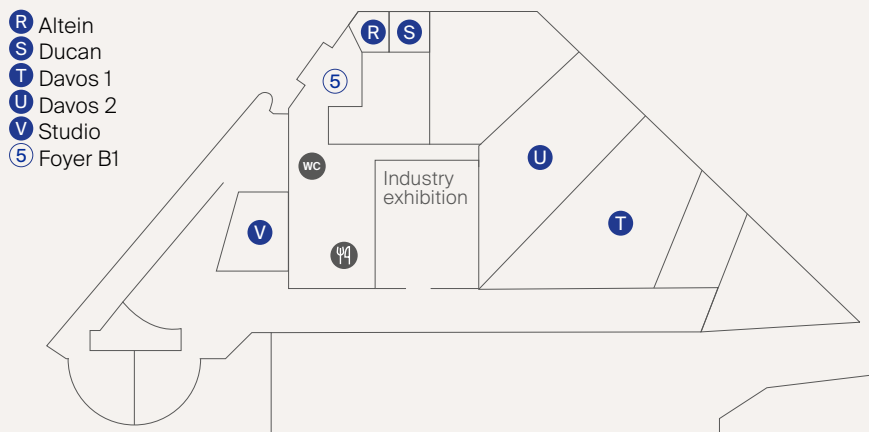 R Altein
S Ducan
T Davos 1
U Davos 2
V Studio
5 Foyer B1
R
S
5
WC
U
Industry
exhibition
T
V